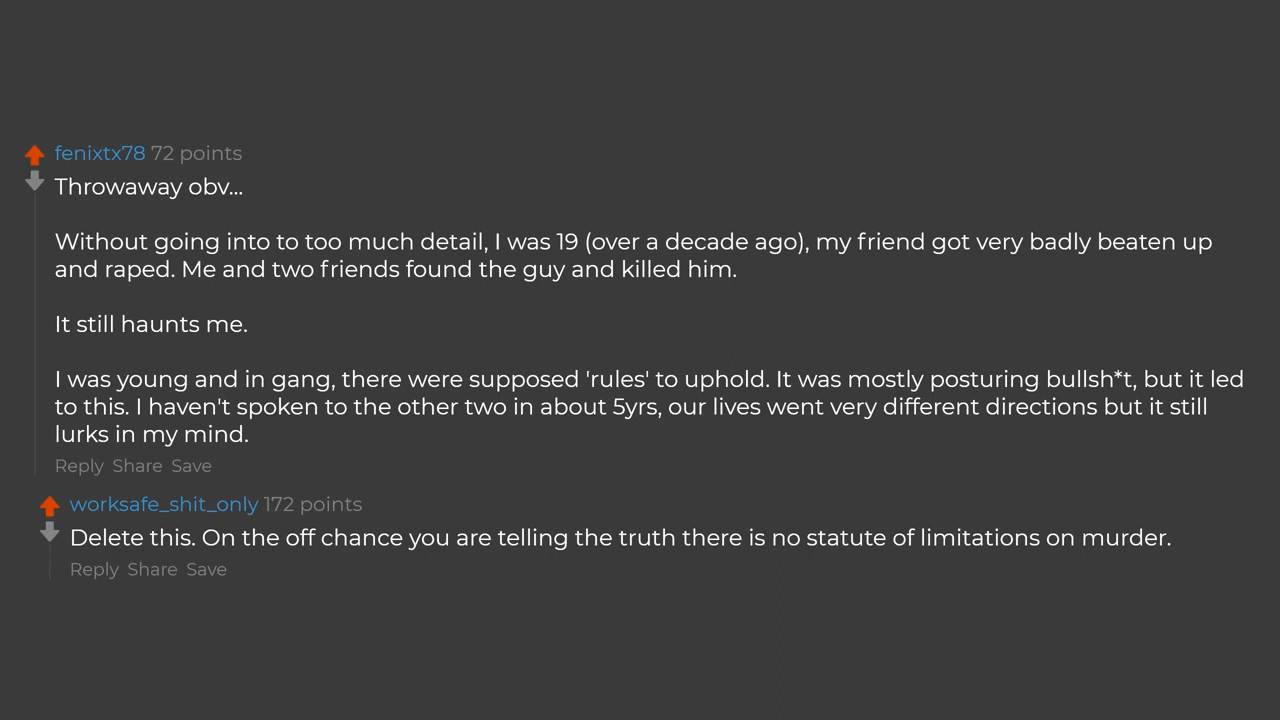 fenixtx78 72 points
Throwaway obv...
Without going into to too much detail, I was 19 (over a decade ago), my friend got very badly beaten up
and raped. Me and two friends found the guy and killed him.
It still haunts me.
I was young and in gang, there were supposed 'rules' to uphold. It was mostly posturing bullsh*t, but it led
to this. I haven't spoken to the other two in about 5yrs, our lives went very different directions but it still
lurks in my mind.
Reply Share Save
worksafe_shit_only 172 points
Delete this. On the off chance you are telling the truth there is no statute of limitations on murder.
Reply Share Save